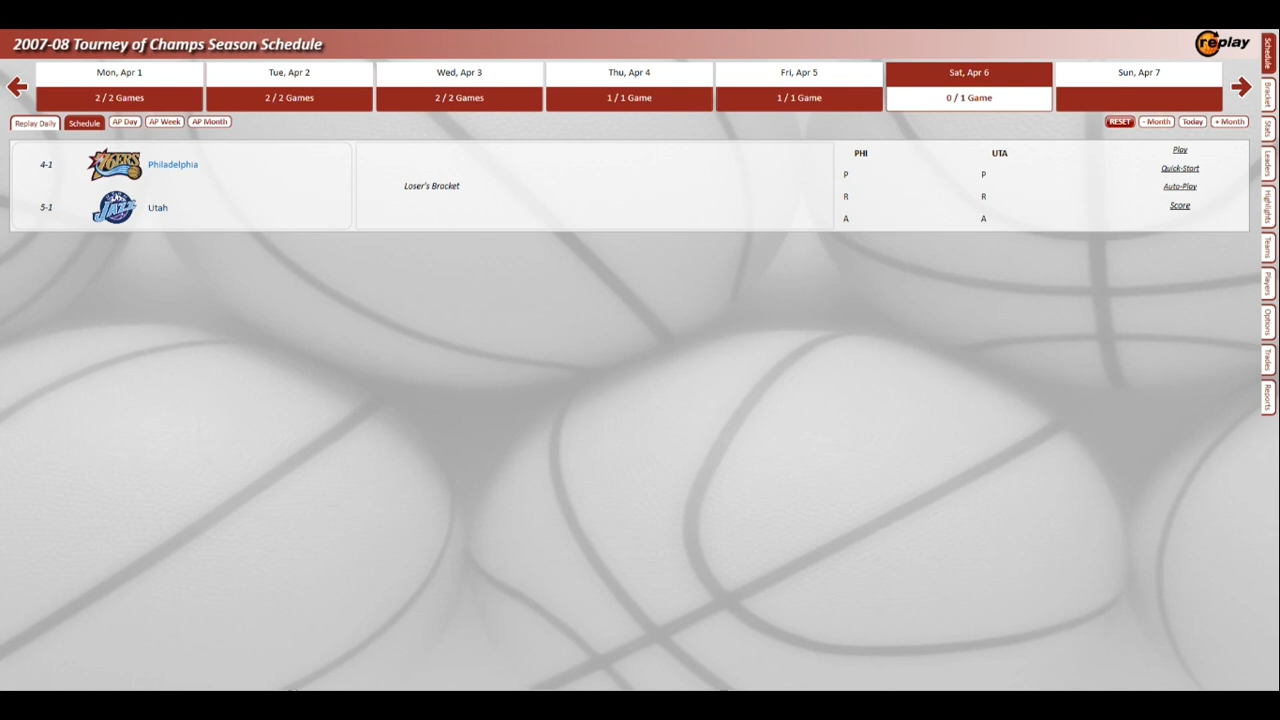 2007-08 Tourney of Champs Season Schedule
replay
Mon, Apr 1
Tue, Apr 2
Wed, Apr 3
Thu, Apr 4
Fri, Apr 5
Sat, Apr 6
Sun, Apr 7
2 / 2 Games
2 / 2 Games
2 / 2 Games
1 / 1 Game
1 / 1 Game
0 / 1 Game
Replay Daily
Schedule
AP Day
AP Week
AP Month
RESET
- Month
Today
+ Month
4-1
76ERS
Philadelphia
5-1
JAZZ
Utah
Loser's Bracket
PHI
UTA
P
P
R
R
A
A
Play
Quick-Start
Auto-Play
Score
Schedule
Bracket
Stats
Leaders
Highlights
Teams
Players
Options
Trades
Reports